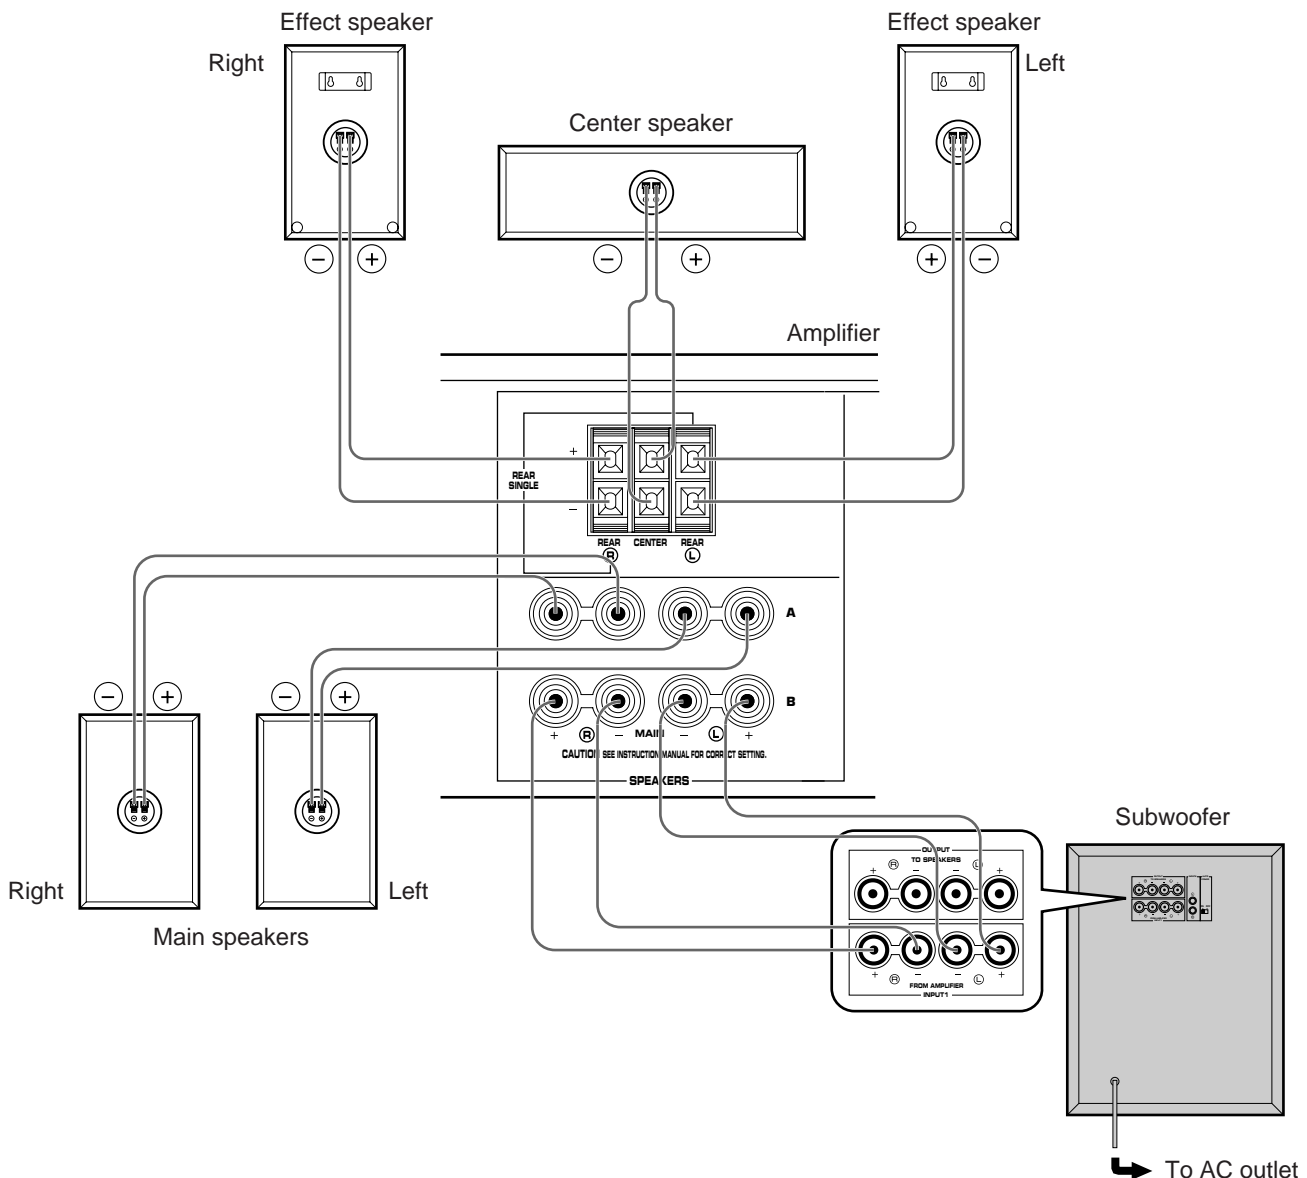 Effect speaker
Effect speaker
Right
Left
Center speaker
− +
− +
+ −
Amplifier
+
REAR
SINGLE
−
REAR CENTER REAR
R L
A
− +
− +
B
+ R − MAIN − L +
CAUTION SEE INSTRUCTION MANUAL FOR CORRECT SETTING.
SPEAKERS
Subwoofer
OUTPUT
TO SPEAKERS
+ R − − L +
Right
Left
Main speakers
+ R − − L +
FROM AMPLIFIER
INPUT1
To AC outlet